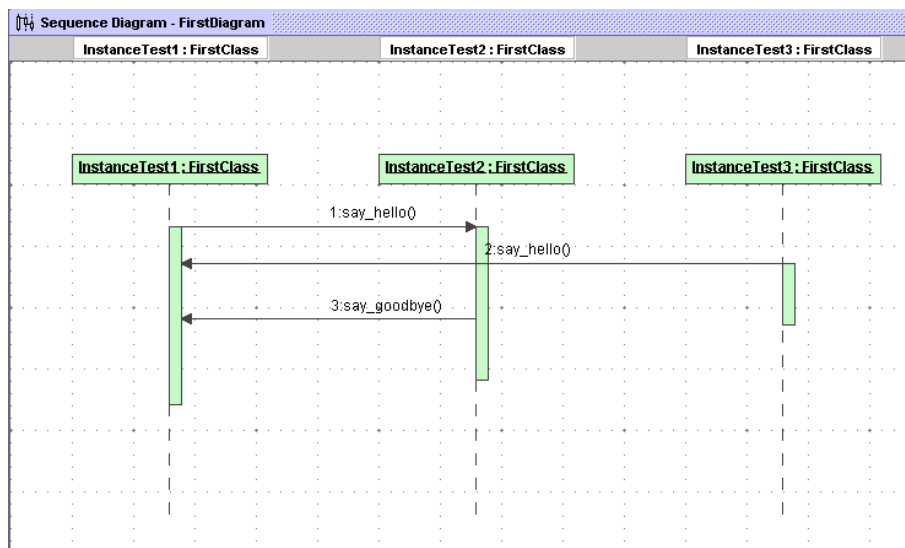 Sequence Diagram - FirstDiagram
InstanceTest1 : FirstClass
InstanceTest2 : FirstClass
InstanceTest3 : FirstClass
InstanceTest1 : FirstClass
InstanceTest2 : FirstClass
InstanceTest3 : FirstClass
1:say_hello()
2:say_hello()
3:say_goodbye()